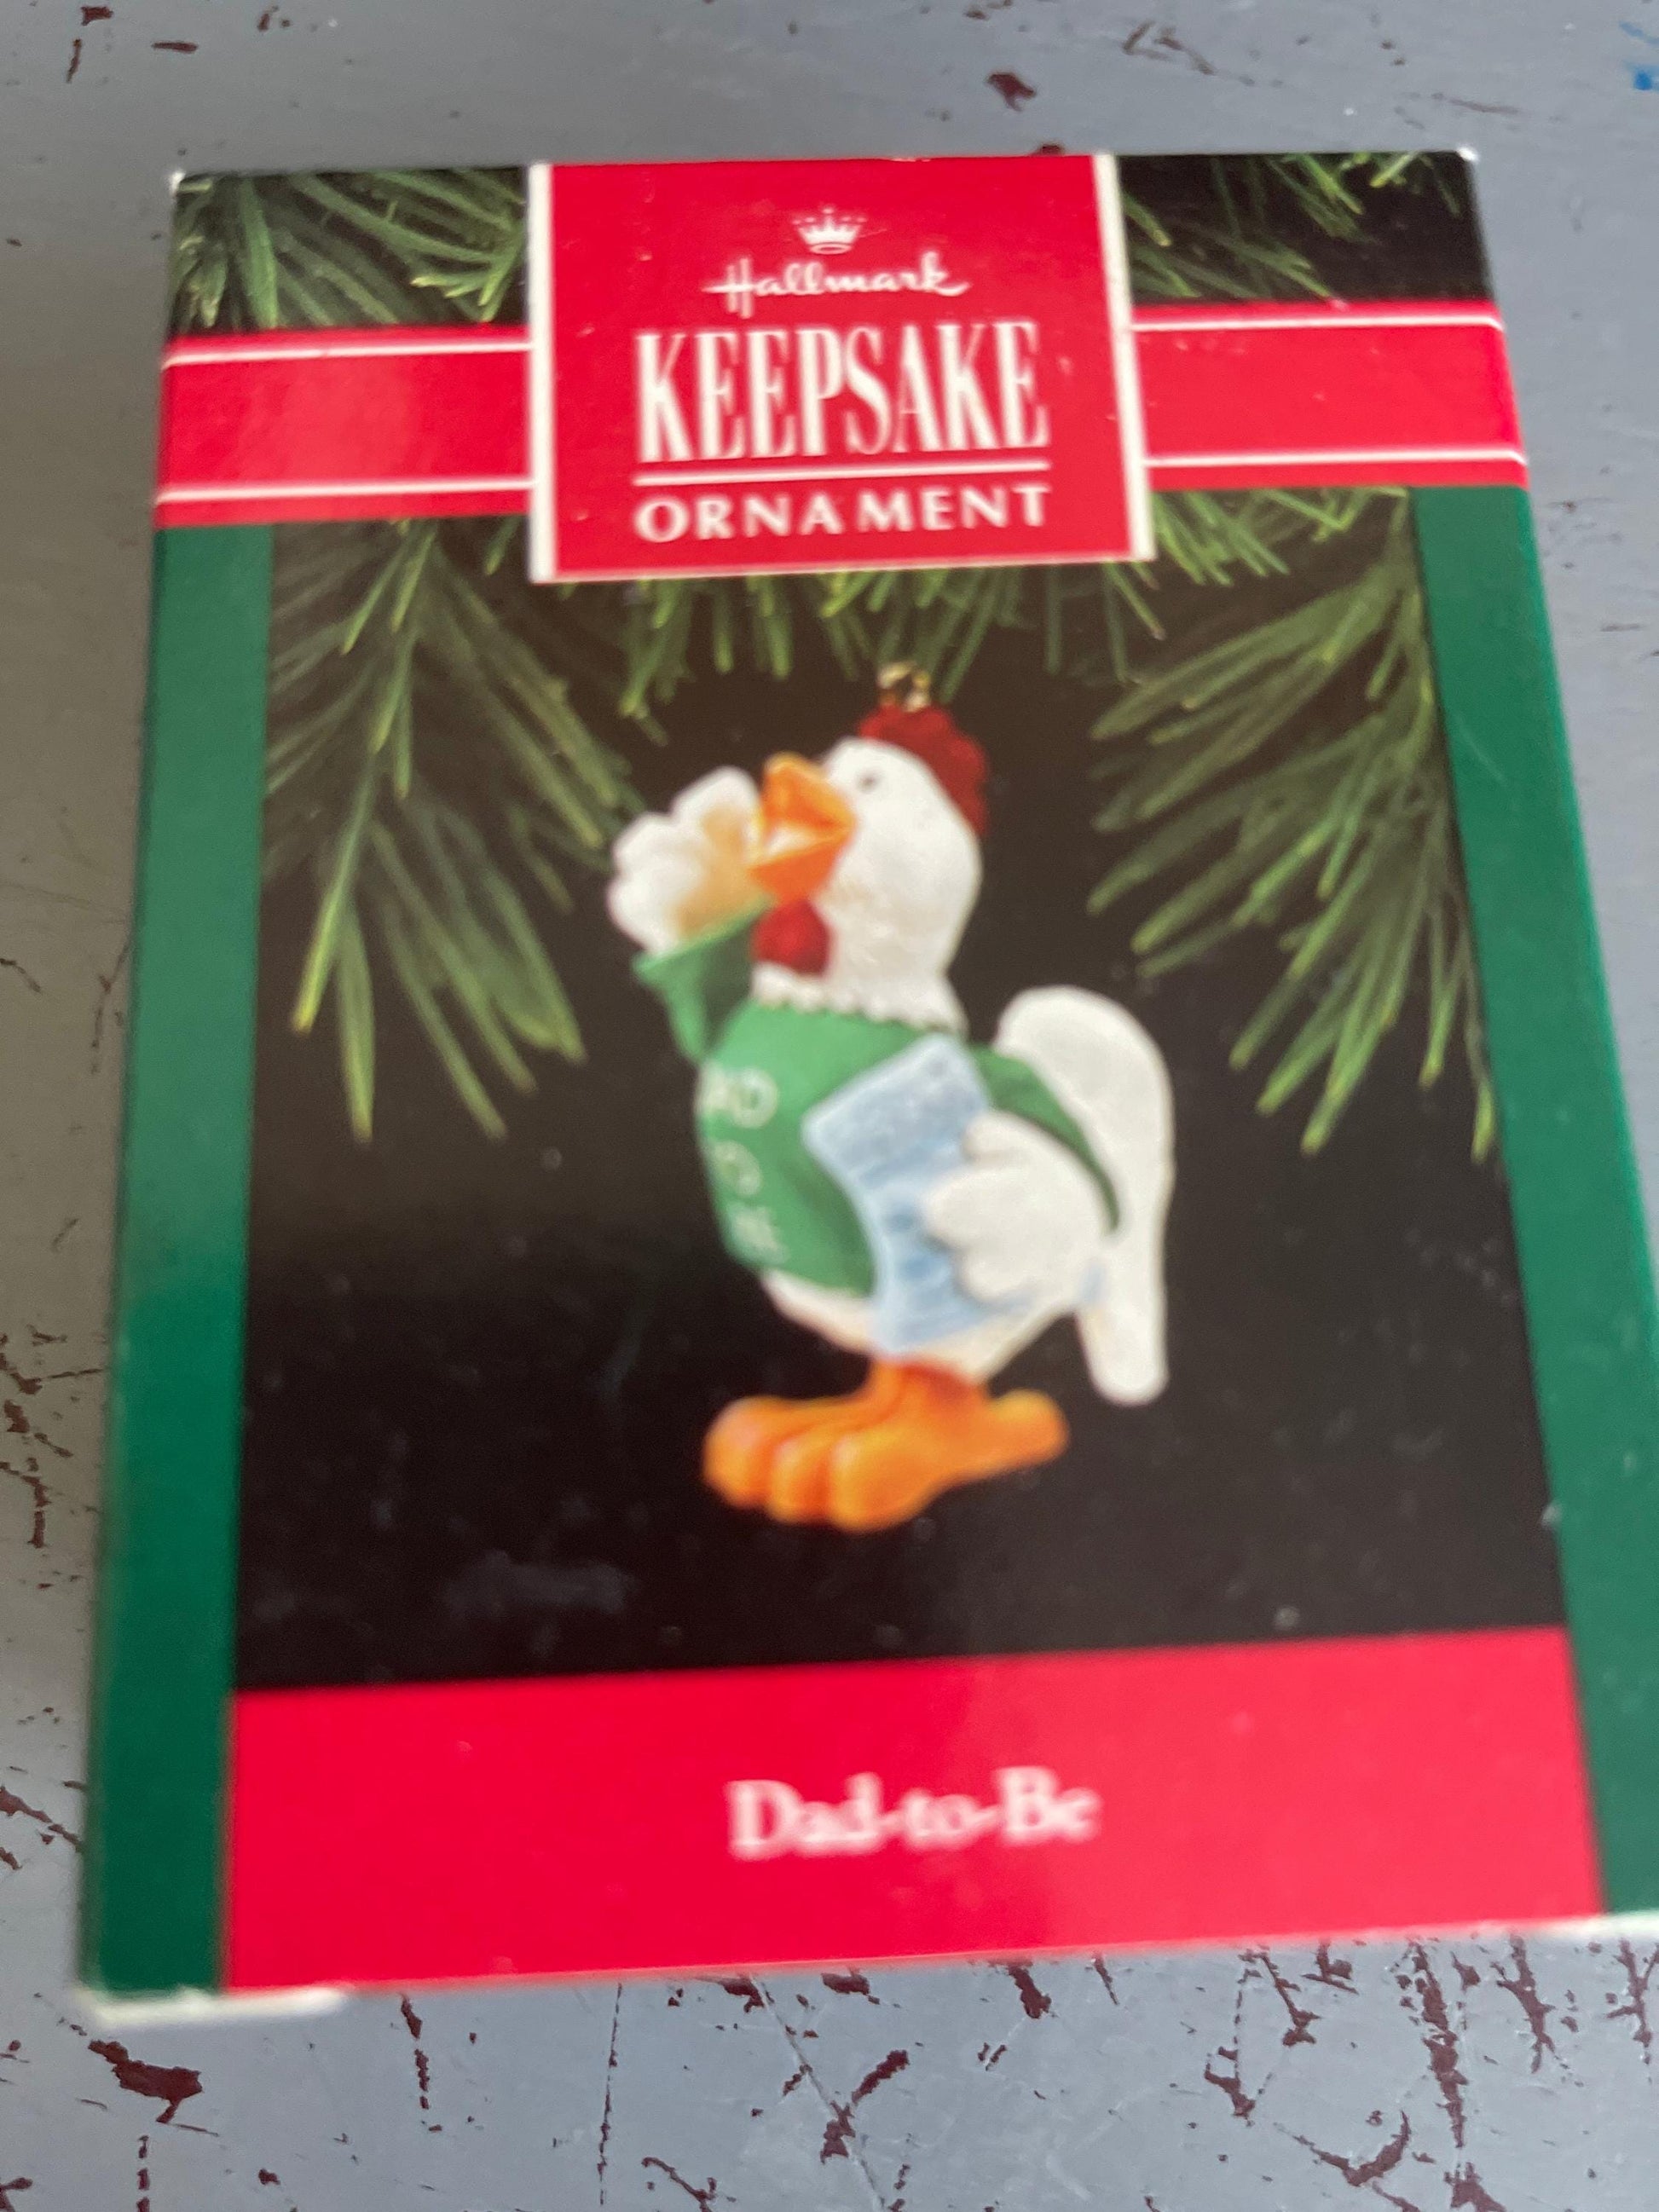 Hallmark
KEEPSAKE
ORNAMENT
Dad-to-Be